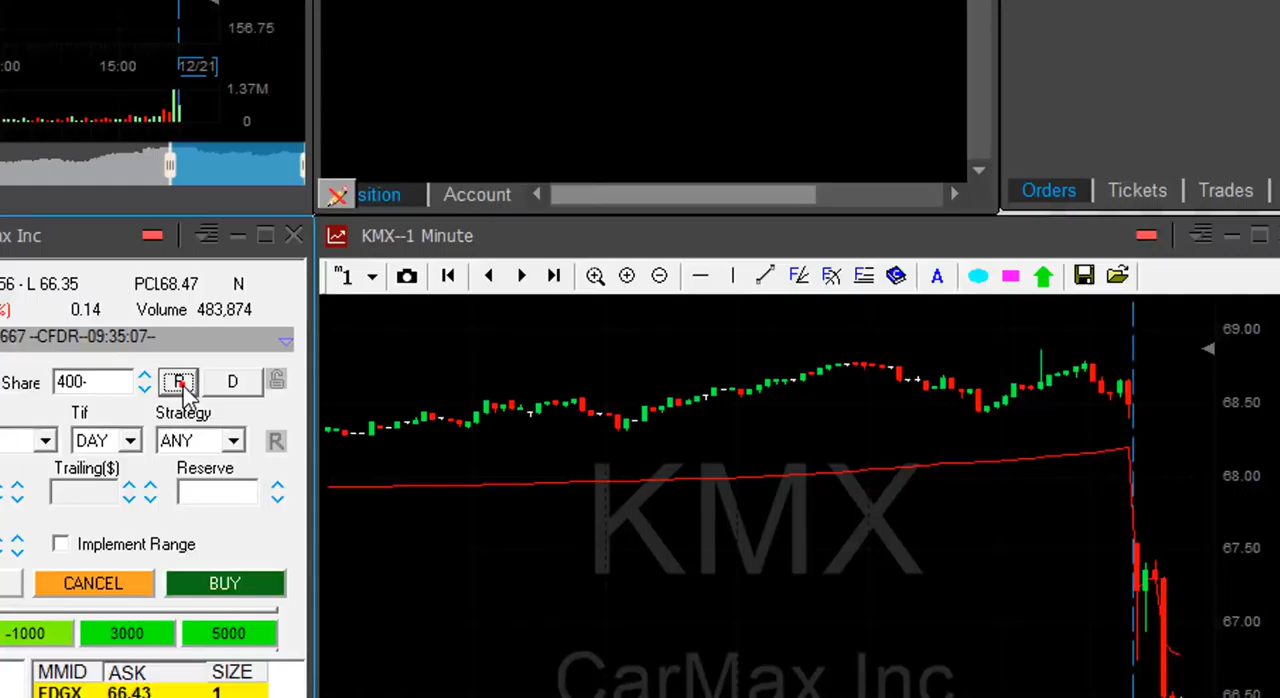 156.75
:00 15:00 12/21
1.37M
0
sition Account
Orders Tickets Trades
x Inc
KMX--1 Minute
56 - L 66.35 PCL68.47 N
m1
A
%) 0.14 Volume 483,874
667 --CFDR--09:35:07--
69.00
Share 400- D
68.50
Tif Strategy
DAY ANY R
Trailing($) Reserve
68.00
KMX
Implement Range
67.50
CANCEL BUY
67.00
-1000 3000 5000
CarMax Inc
MMID ASK SIZE
EDGX 66.43 1
66.50